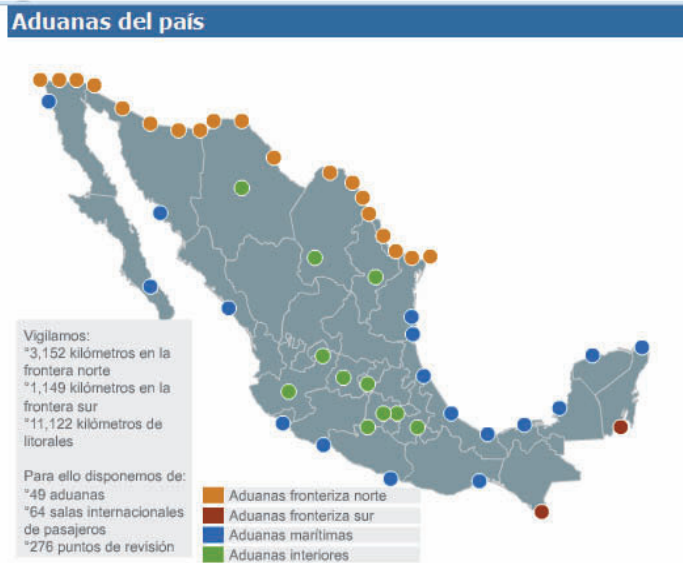 Aduanas del país
Vigilamos:
°3,152 kilómetros en la
frontera norte
°1,149 kilómetros en la
frontera sur
°11,122 kilómetros de
litorales
Para ello disponemos de:
°49 aduanas
°64 salas internacionales
de pasajeros
°276 puntos de revisión
Aduanas fronteriza norte
Aduanas fronteriza sur
Aduanas marítimas
Aduanas interiores